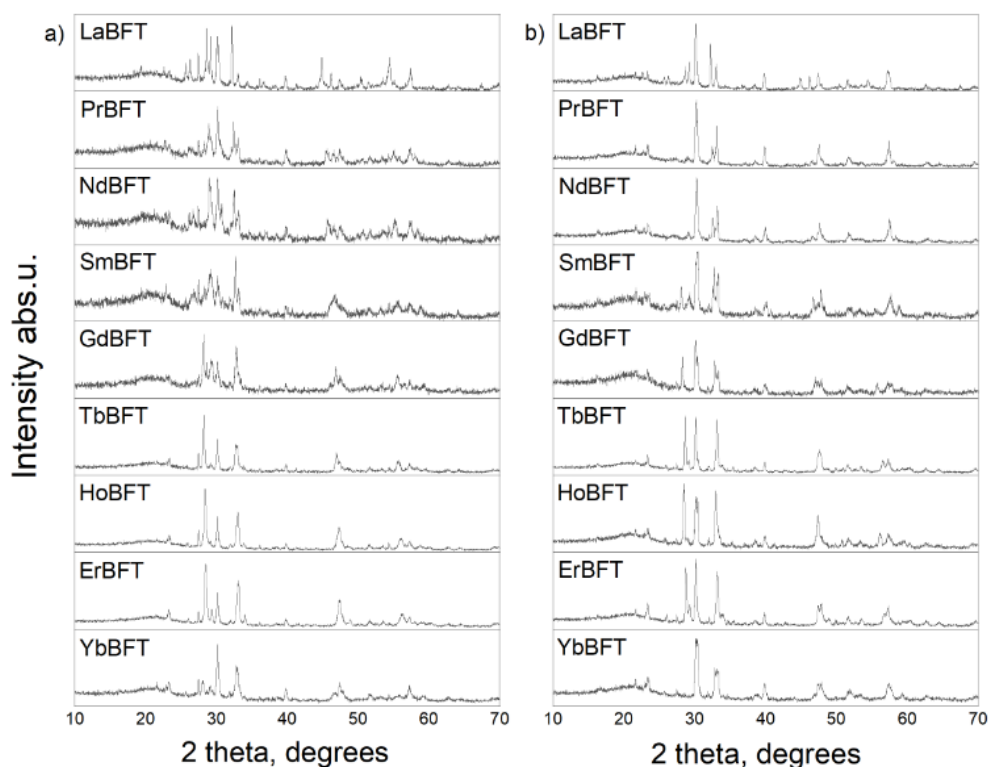 a)
LaBFT
PrBFT
NdBFT
SmBFT
GdBFT
TbBFT
HoBFT
ErBFT
YbBFT
10 20 30 40 50 60 70
2 theta, degrees
Intensity abs.u.
b)
LaBFT
PrBFT
NdBFT
SmBFT
GdBFT
TbBFT
HoBFT
ErBFT
YbBFT
10 20 30 40 50 60 70
2 theta, degrees